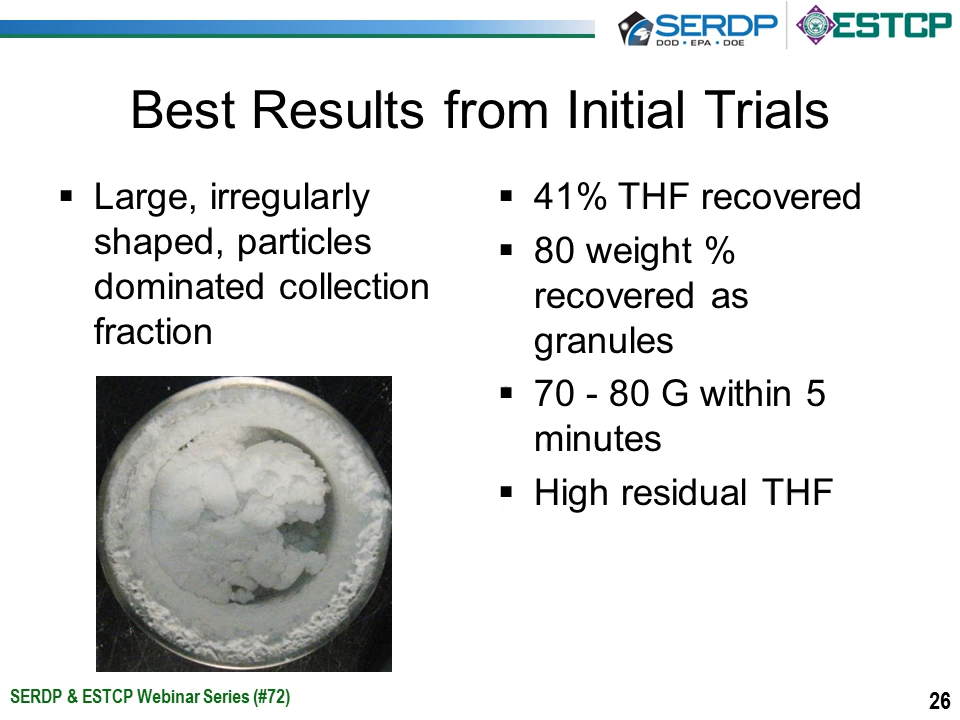 SERDP
DOD • EPA • DOE
ESTCP
Best Results from Initial Trials
▪ Large, irregularly
shaped, particles
dominated collection
fraction
▪ 41% THF recovered
▪ 80 weight %
recovered as
granules
▪ 70 - 80 G within 5
minutes
▪ High residual THF
SERDP & ESTCP Webinar Series (#72)
26